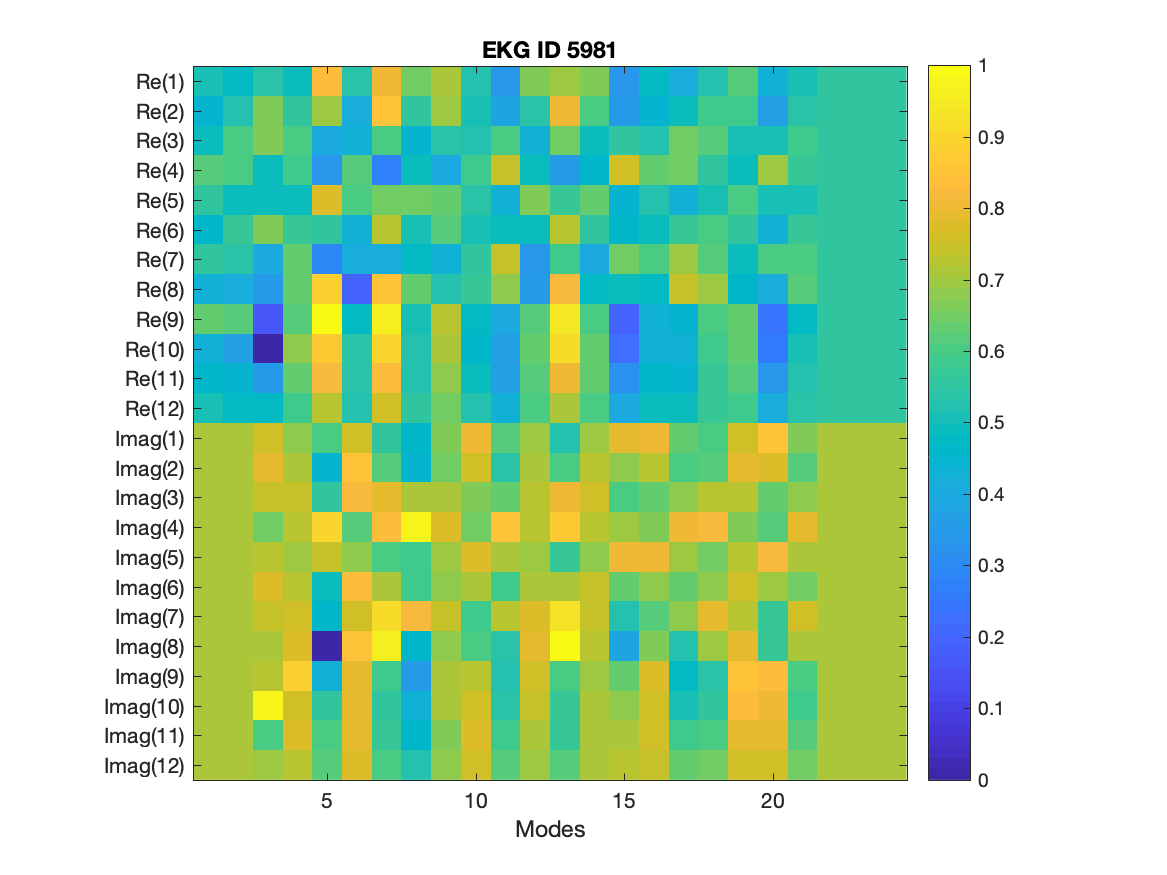 EKG ID 5981
Re(1)
Re(2)
Re(3)
Re(4)
Re(5)
Re(6)
Re(7)
Re(8)
Re(9)
Re(10)
Re(11)
Re(12)
Imag(1)
Imag(2)
Imag(3)
Imag(4)
Imag(5)
Imag(6)
Imag(7)
Imag(8)
Imag(9)
Imag(10)
Imag(11)
Imag(12)
5 10 15 20
Modes
1
0.9
0.8
0.7
0.6
0.5
0.4
0.3
0.2
0.1
0